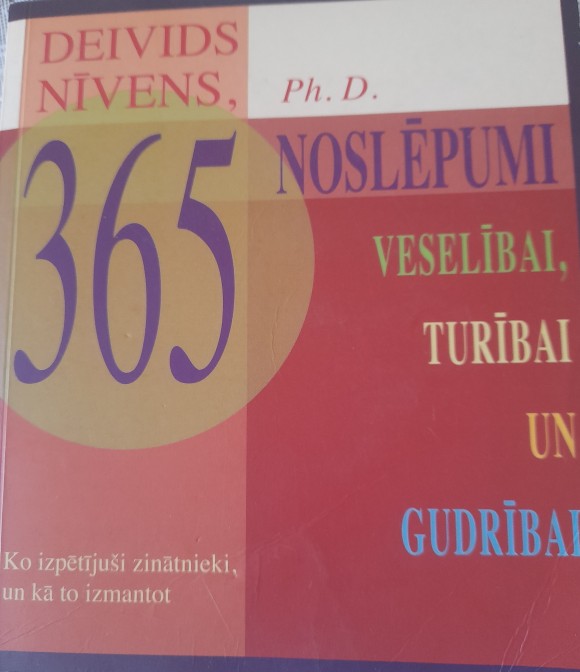 DEIVIDS
NĪVENS, Ph. D.
365 NOSLĒPUMI
VESELĪBAI,
TURĪBAI
UN
GUDRĪBAI
Ko izpētījuši zinātnieki,
un kā to izmantot